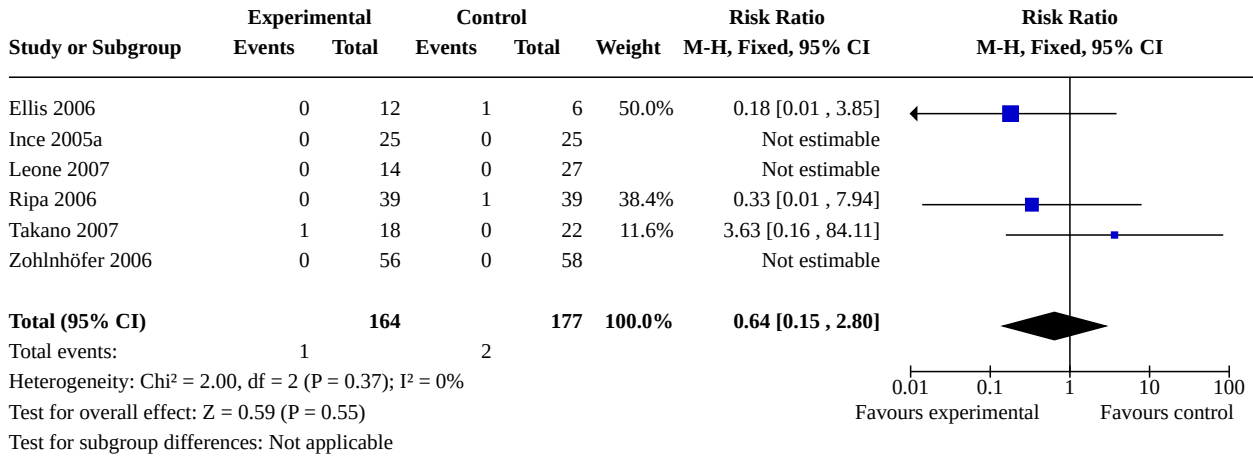 Experimental Control Risk Ratio Risk Ratio
Study or Subgroup Events Total Events Total Weight M-H, Fixed, 95% CI M-H, Fixed, 95% CI
Ellis 2006 0 12 1 6 50.0% 0.18 [0.01 , 3.85]
Ince 2005a 0 25 0 25 Not estimable
Leone 2007 0 14 0 27 Not estimable
Ripa 2006 0 39 1 39 38.4% 0.33 [0.01 , 7.94]
Takano 2007 1 18 0 22 11.6% 3.63 [0.16 , 84.11]
Zohlnhöfer 2006 0 56 0 58 Not estimable
Total (95% CI) 164 177 100.0% 0.64 [0.15 , 2.80]
Total events: 1 2
Heterogeneity: Chi² = 2.00, df = 2 (P = 0.37); I² = 0%
0.01 0.1 1 10 100
Test for overall effect: Z = 0.59 (P = 0.55) Favours experimental Favours control
Test for subgroup differences: Not applicable